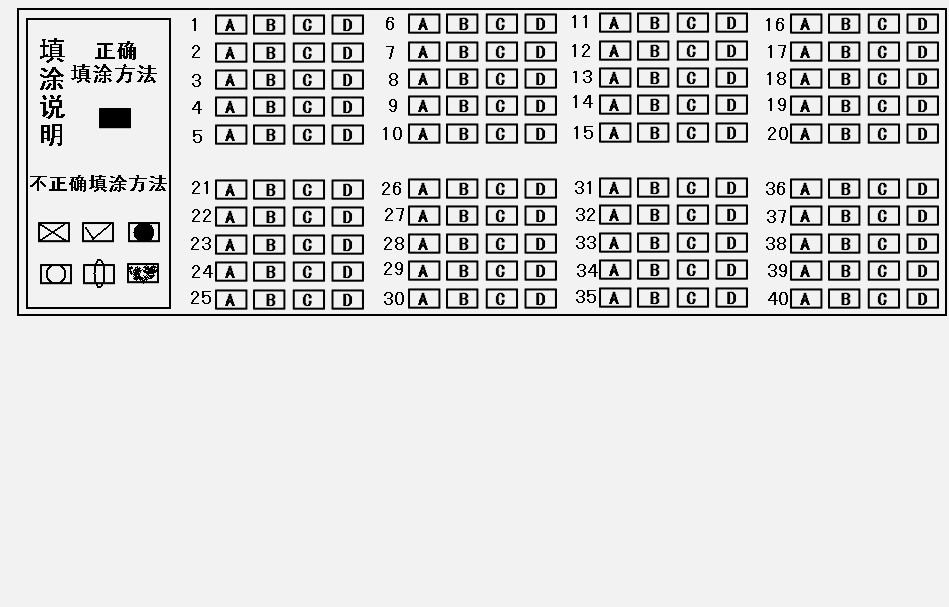 填涂说明
正确
填涂方法
不正确填涂方法
1 A B C D 6 A B C D 11 A B C D 16 A B C D
2 A B C D 7 A B C D 12 A B C D 17 A B C D
3 A B C D 8 A B C D 13 A B C D 18 A B C D
4 A B C D 9 A B C D 14 A B C D 19 A B C D
5 A B C D 10 A B C D 15 A B C D 20 A B C D
21 A B C D 26 A B C D 31 A B C D 36 A B C D
22 A B C D 27 A B C D 32 A B C D 37 A B C D
23 A B C D 28 A B C D 33 A B C D 38 A B C D
24 A B C D 29 A B C D 34 A B C D 39 A B C D
25 A B C D 30 A B C D 35 A B C D 40 A B C D